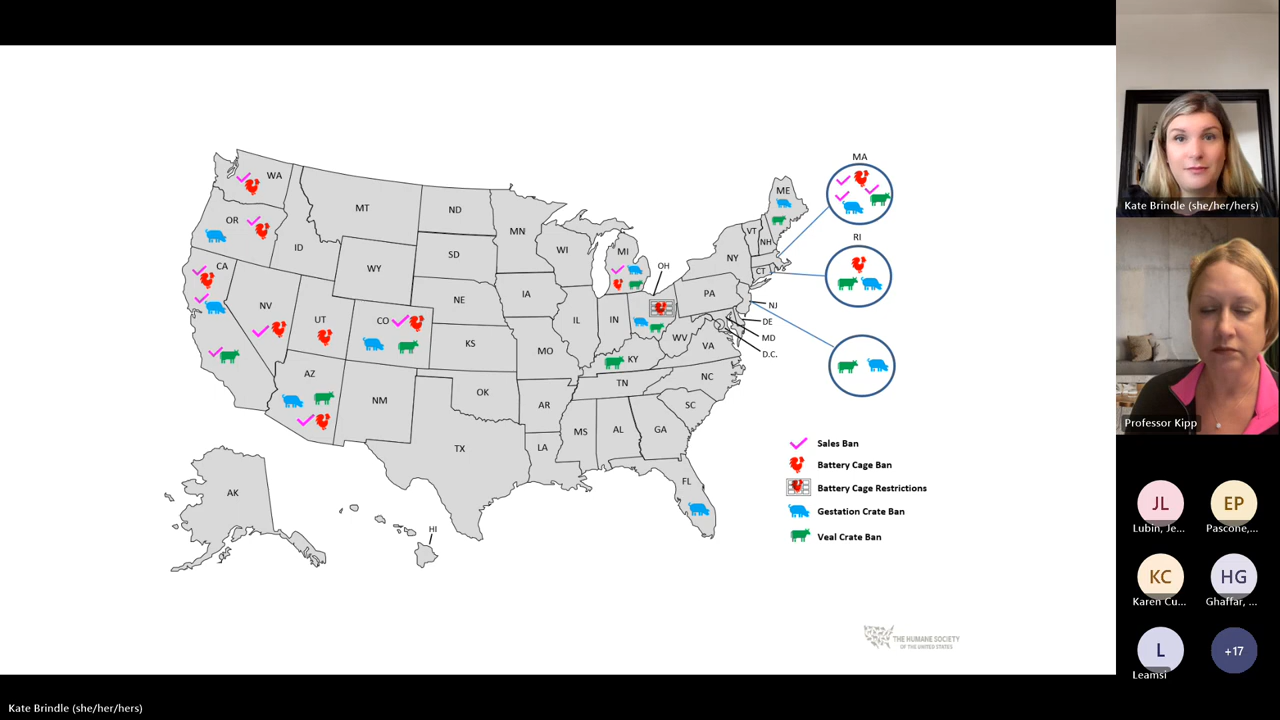 MA
WA
ME
MT
ND
OR
MN
VT
RI
ID
WI
NH
SD
MI
NY
CA
OH
WY
CT
PA
NE
IA
NV
NJ
UT
CO
IL
IN
DE
MD
KS
WV
VA
MO
D.C.
KY
AZ
NC
TN
OK
NM
AR
SC
MS
AL
GA
TX
LA
FL
AK
HI
Sales Ban
Battery Cage Ban
Battery Cage Restrictions
Gestation Crate Ban
Veal Crate Ban
THE HUMANE SOCIETY
OF THE UNITED STATES
Kate Brindle (she/her/hers)
Professor Kipp
JL
EP
Lubin, Je...
Pascone,...
KC
HG
Karen Cu...
Ghaffar, ...
L
+17
Leamsi
Kate Brindle (she/her/hers)